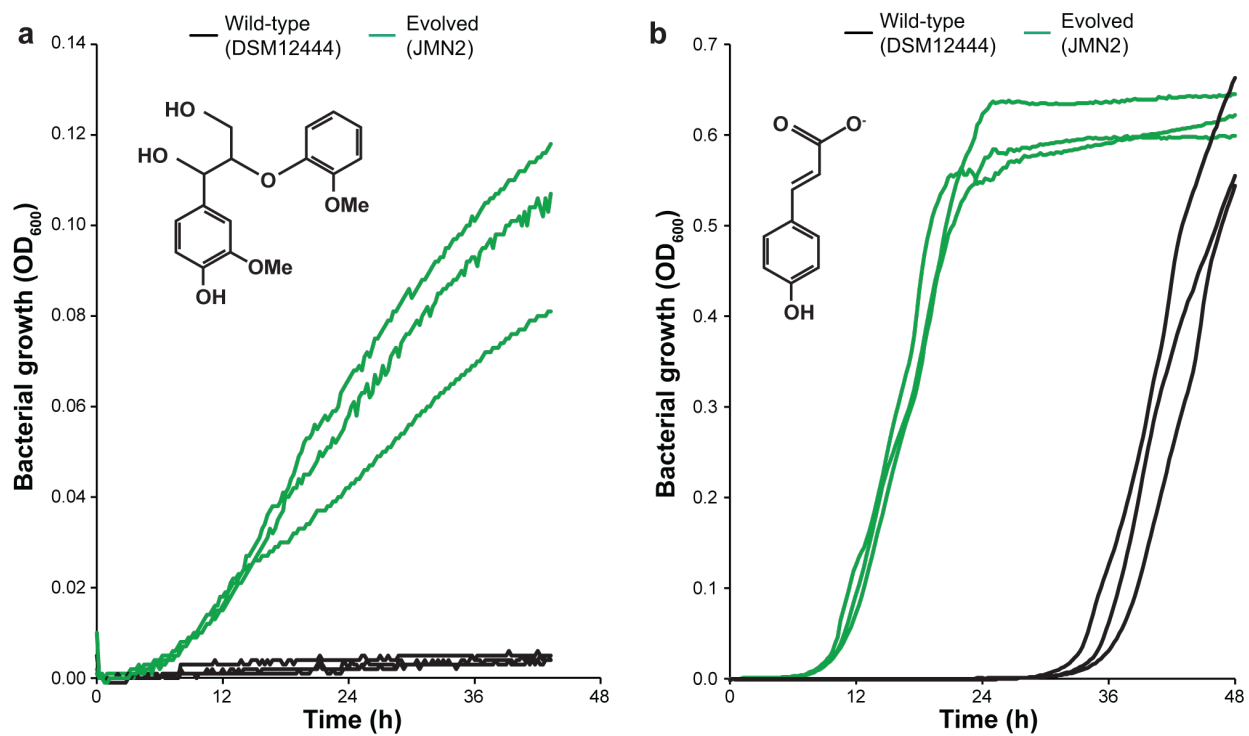 a
Wild-type
(DSM12444)
Evolved
(JMN2)
0.14
0.12
0.10
0.08
0.06
0.04
0.02
0.00
Bacterial growth (OD600)
HO
HO
O
OMe
OMe
OH
0
12
24
36
48
Time (h)
b
Wild-type
(DSM12444)
Evolved
(JMN2)
0.7
0.6
0.5
0.4
0.3
0.2
0.1
0.0
Bacterial growth (OD600)
O
O-
OH
0
12
24
36
48
Time (h)